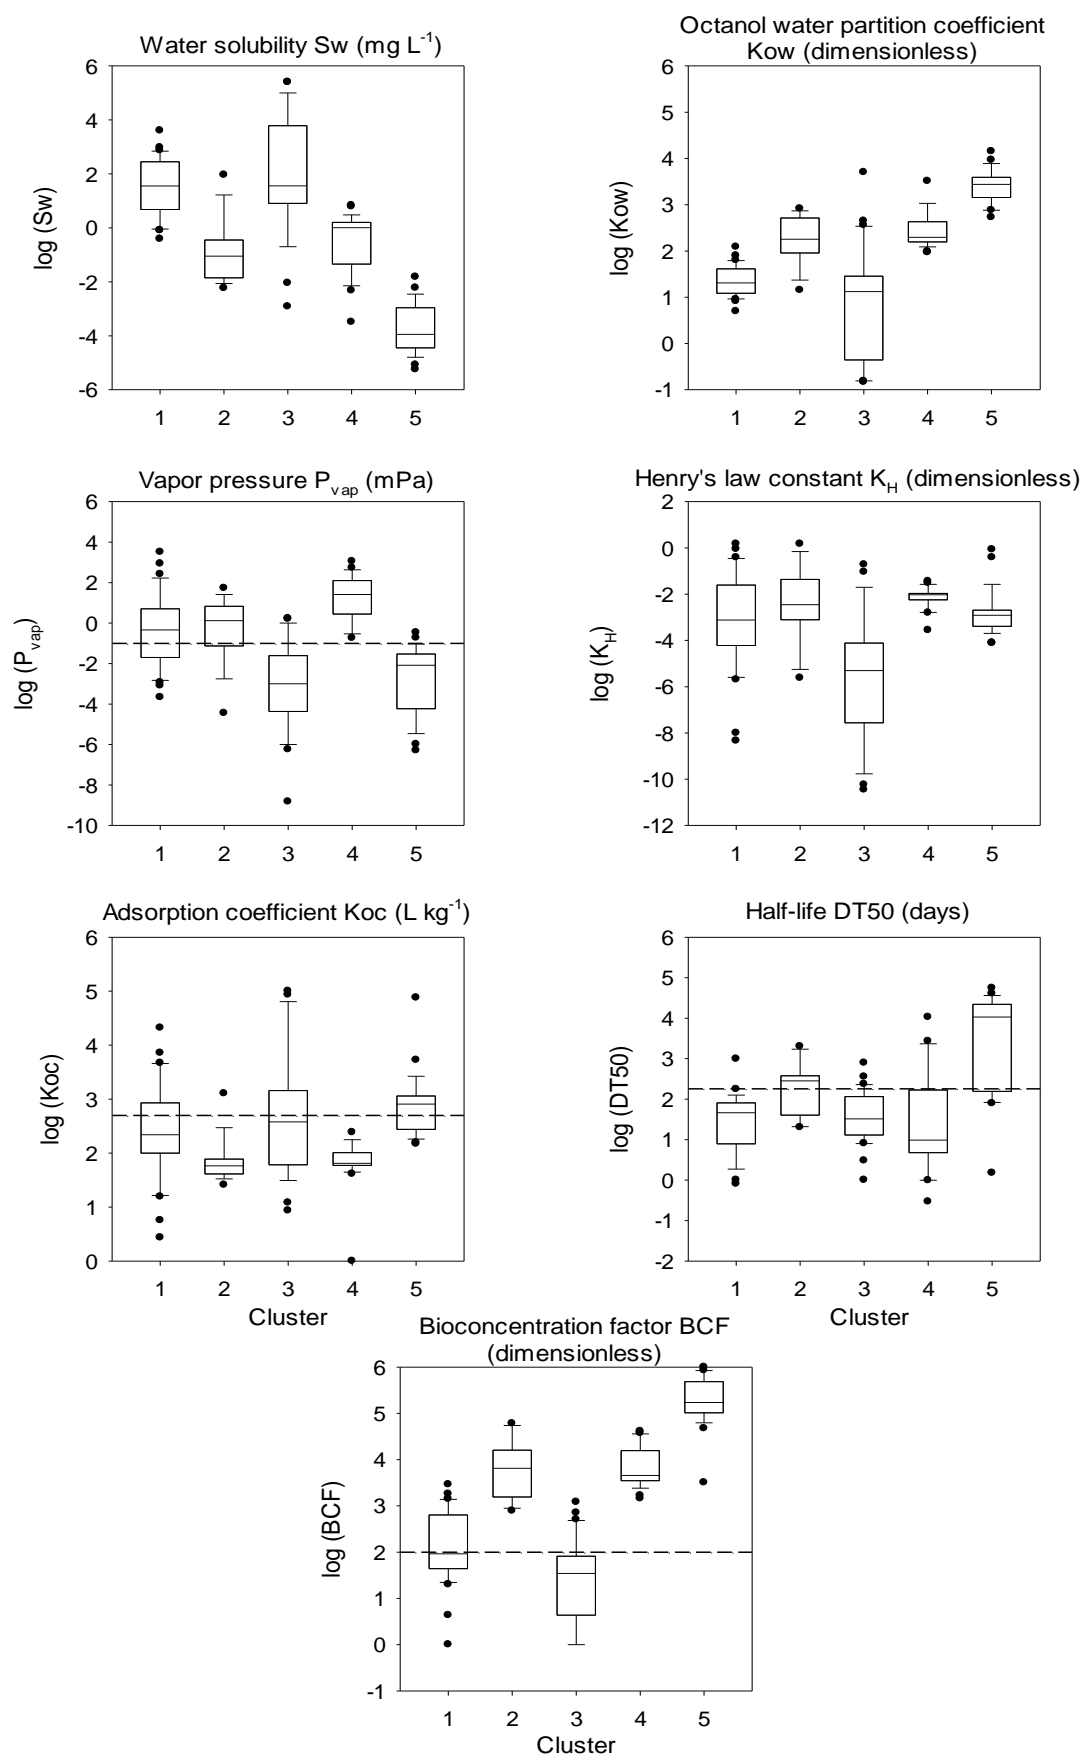 Water solubility Sw (mg L-1)
log (Sw)
6
4
2
0
-2
-4
-6
1 2 3 4 5
Octanol water partition coefficient
Kow (dimensionless)
log (Kow)
6
5
4
3
2
1
0
-1
1 2 3 4 5
Vapor pressure Pvap (mPa)
log (Pvap)
6
4
2
0
-2
-4
-6
-8
-10
1 2 3 4 5
Henry's law constant KH (dimensionless)
log (KH)
2
0
-2
-4
-6
-8
-10
-12
1 2 3 4 5
Adsorption coefficient Koc (L kg-1)
log (Koc)
6
5
4
3
2
1
0
1 2 3 4 5
Cluster
Half-life DT50 (days)
log (DT50)
6
5
4
3
2
1
0
-1
-2
1 2 3 4 5
Cluster
Bioconcentration factor BCF
(dimensionless)
log (BCF)
6
5
4
3
2
1
0
-1
1 2 3 4 5
Cluster